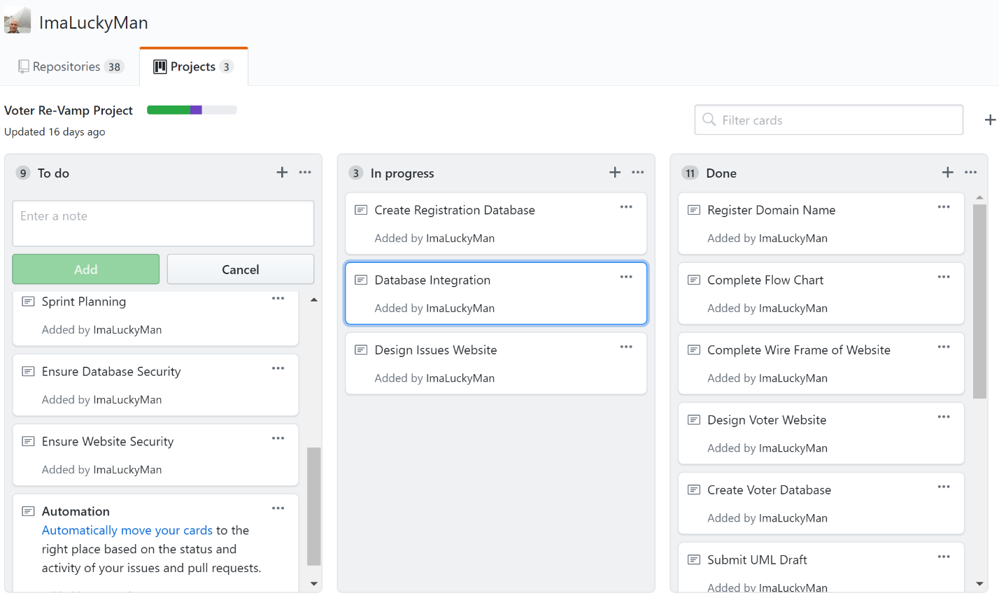 ImaLuckyMan
Repositories 38
Projects 3
Voter Re-Vamp Project
Updated 16 days ago
Filter cards
9 To do
Enter a note
Add
Cancel
Sprint Planning
Added by ImaLuckyMan
Ensure Database Security
Added by ImaLuckyMan
Ensure Website Security
Added by ImaLuckyMan
Automation
Automatically move your cards to the
right place based on the status and
activity of your issues and pull requests.
3 In progress
Create Registration Database
Added by ImaLuckyMan
Database Integration
Added by ImaLuckyMan
Design Issues Website
Added by ImaLuckyMan
11 Done
Register Domain Name
Added by ImaLuckyMan
Complete Flow Chart
Added by ImaLuckyMan
Complete Wire Frame of Website
Added by ImaLuckyMan
Design Voter Website
Added by ImaLuckyMan
Create Voter Database
Added by ImaLuckyMan
Submit UML Draft
Added by ImaLuckyMan